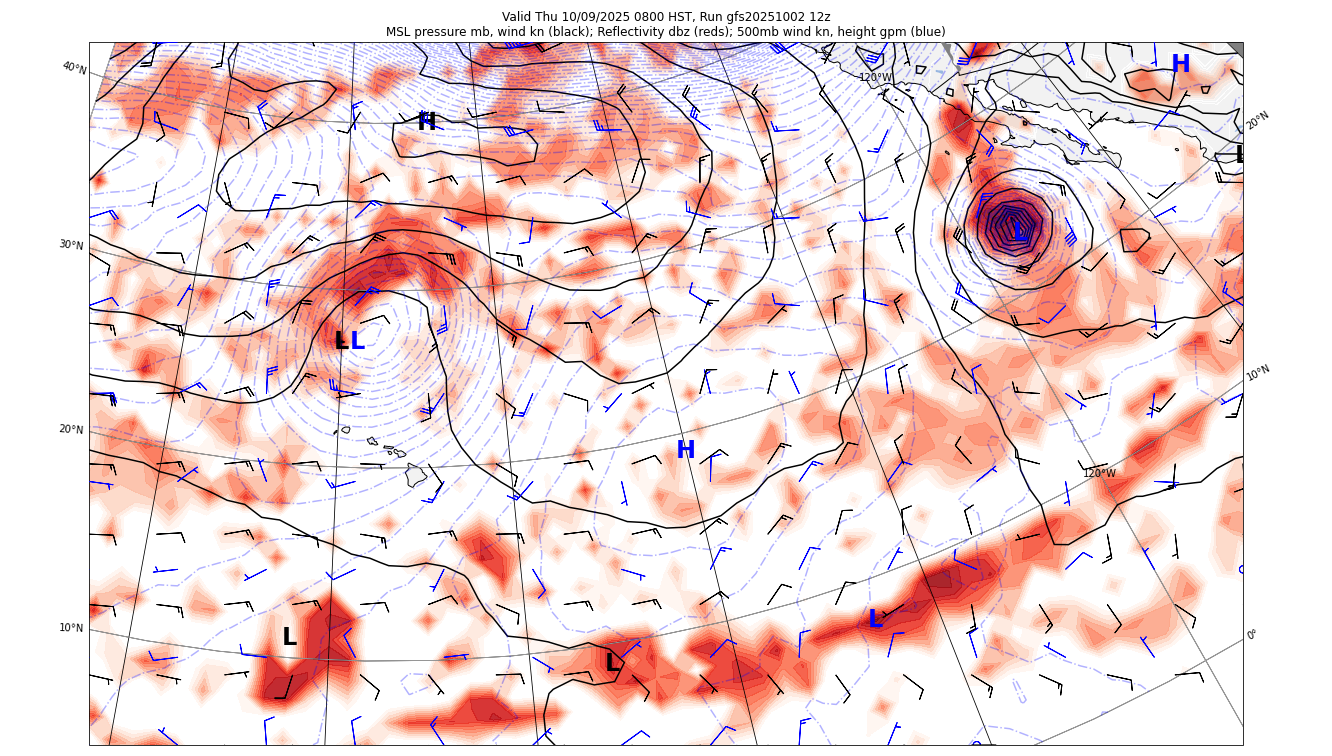 Valid Thu 10/09/2025 0800 HST, Run gfs20251002 12z
MSL pressure mb, wind kn (black); Reflectivity dbz (reds); 500mb wind kn, height gpm (blue)
40°N
120°W
H
20°N
H
L
30°N
L
L
L
10°N
20°N
H
120°W
10°N
L
L
0°
L